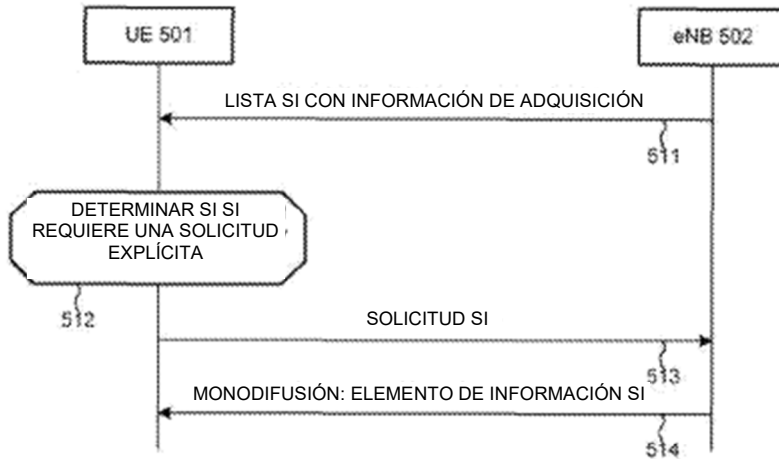 UE 501
eNB 502
LISTA SI CON INFORMACIÓN DE ADQUISICIÓN
511
DETERMINAR SI SI
REQUIERE UNA SOLICITUD
EXPLÍCITA
512
SOLICITUD SI
513
MONODIFUSIÓN: ELEMENTO DE INFORMACIÓN SI
514